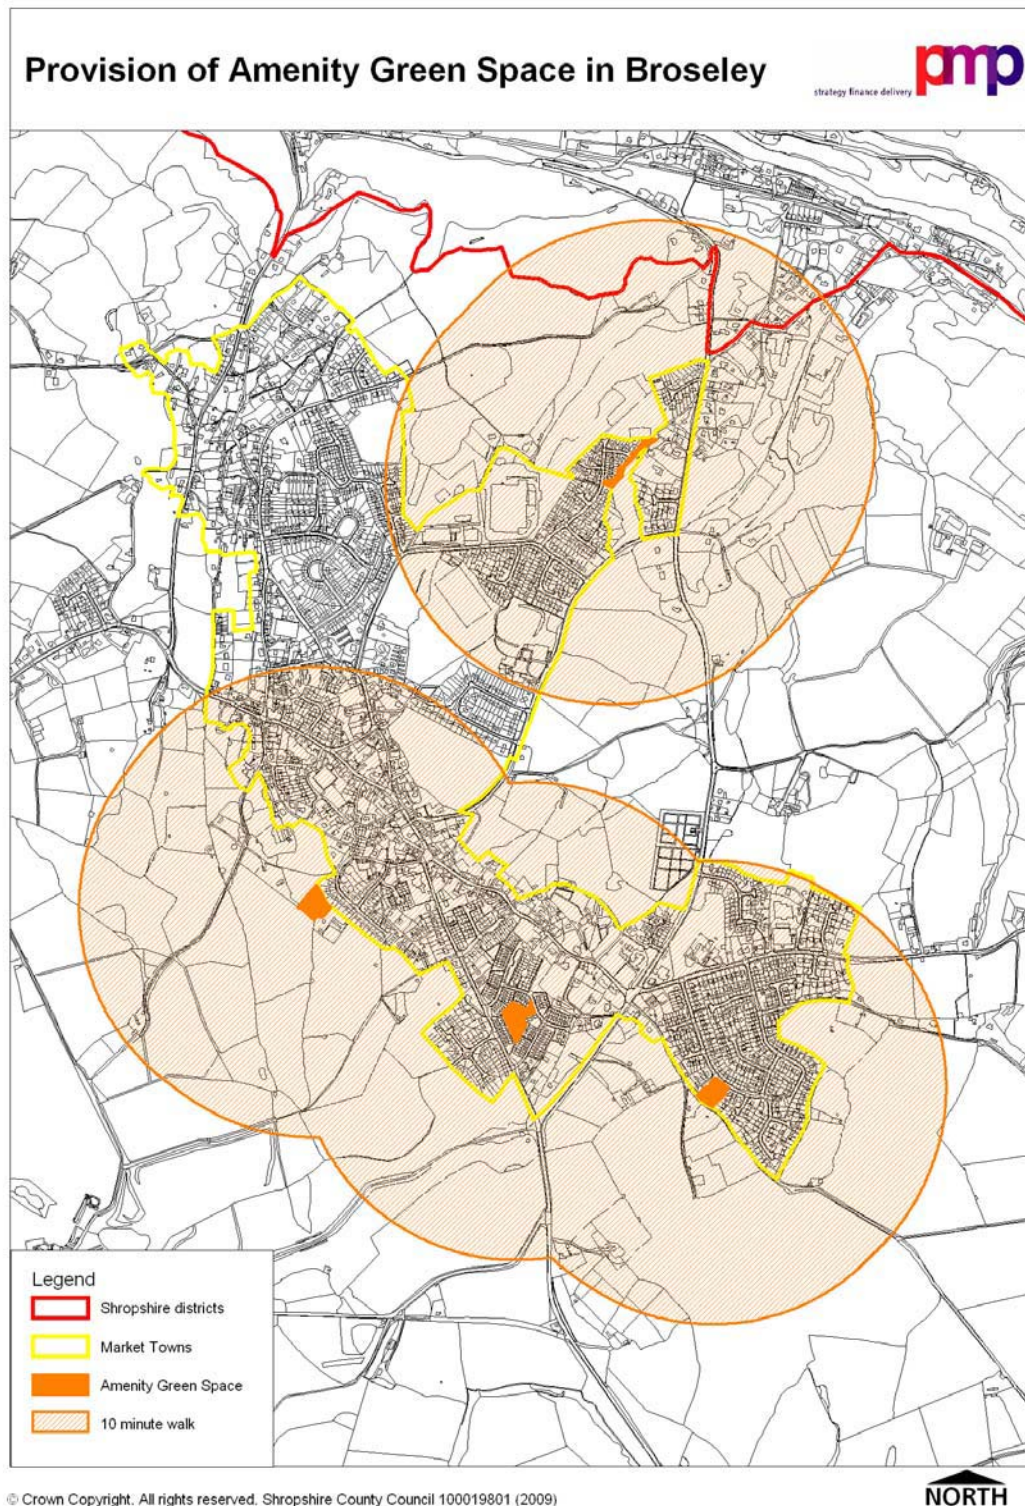 Provision of Amenity Green Space in Broseley
pmp
strategy finance delivery
Legend
Shropshire districts
Market Towns
Amenity Green Space
10 minute walk
© Crown Copyright. All rights reserved. Shropshire County Council 100019801 (2009)
NORTH